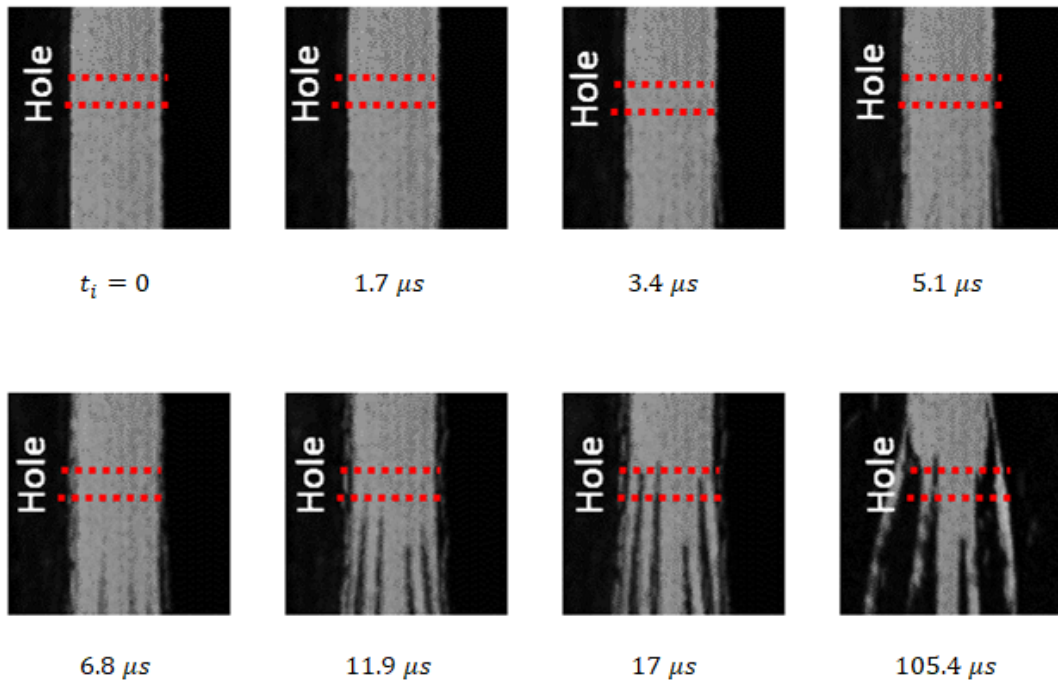 Hole
Hole
Hole
Hole
t_i = 0
1.7 μs
3.4 μs
5.1 μs
Hole
Hole
Hole
Hole
6.8 μs
11.9 μs
17 μs
105.4 μs